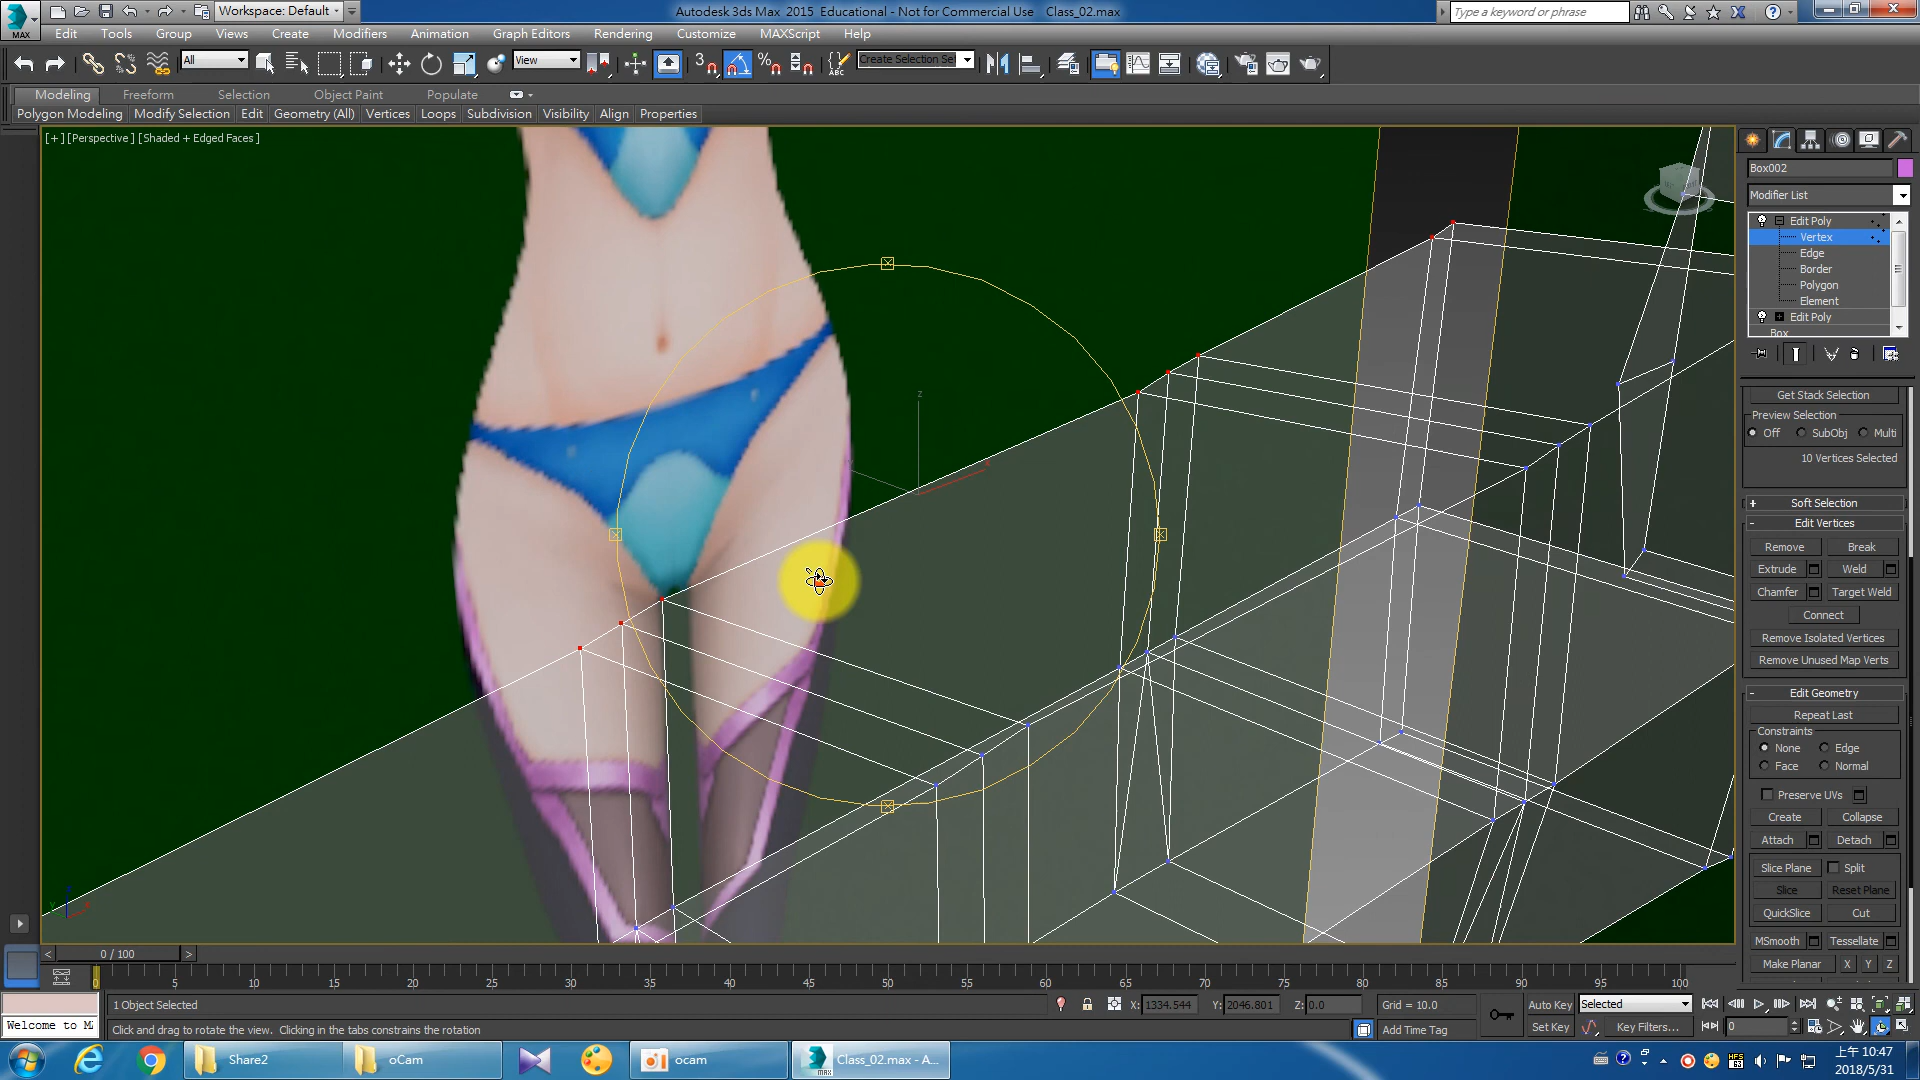 Workspace: Default
Autodesk 3ds Max 2015 Educational - Not for Commercial Use Class_02.max
Type a keyword or phrase
MAX
Edit Tools Group Views Create Modifiers Animation Graph Editors Rendering Customize MAXScript Help
All
View
3
Create Selection Se
Modeling Freeform Selection Object Paint Populate
Polygon Modeling Modify Selection Edit Geometry (All) Vertices Loops Subdivision Visibility Align Properties
[+] [Perspective] [Shaded + Edged Faces]
Box002
Modifier List
Edit Poly
Vertex
Edge
Border
Polygon
Element
Edit Poly
Box
Get Stack Selection
Preview Selection
Off SubObj Multi
10 Vertices Selected
+ Soft Selection
- Edit Vertices
Remove Break
Extrude Weld
Chamfer Target Weld
Connect
Remove Isolated Vertices
Remove Unused Map Verts
- Edit Geometry
Repeat Last
Constraints
None Edge
Face Normal
Preserve UVs
Create Collapse
Attach Detach
Slice Plane Split
Slice Reset Plane
QuickSlice Cut
MSmooth Tessellate
Make Planar X Y Z
z
< 0 / 100 >
0 5 10 15 20 25 30 35 40 45 50 55 60 65 70 75 80 85 90 95 100
1 Object Selected
X: 1334.544 Y: 2046.801 Z: 0.0 Grid = 10.0
Auto Key Selected
Welcome to M
Click and drag to rotate the view. Clicking in the tabs constrains the rotation
Add Time Tag
Set Key Key Filters... 0
Share2 oCam ocam Class_02.max - A...
上午 10:47
2018/5/31